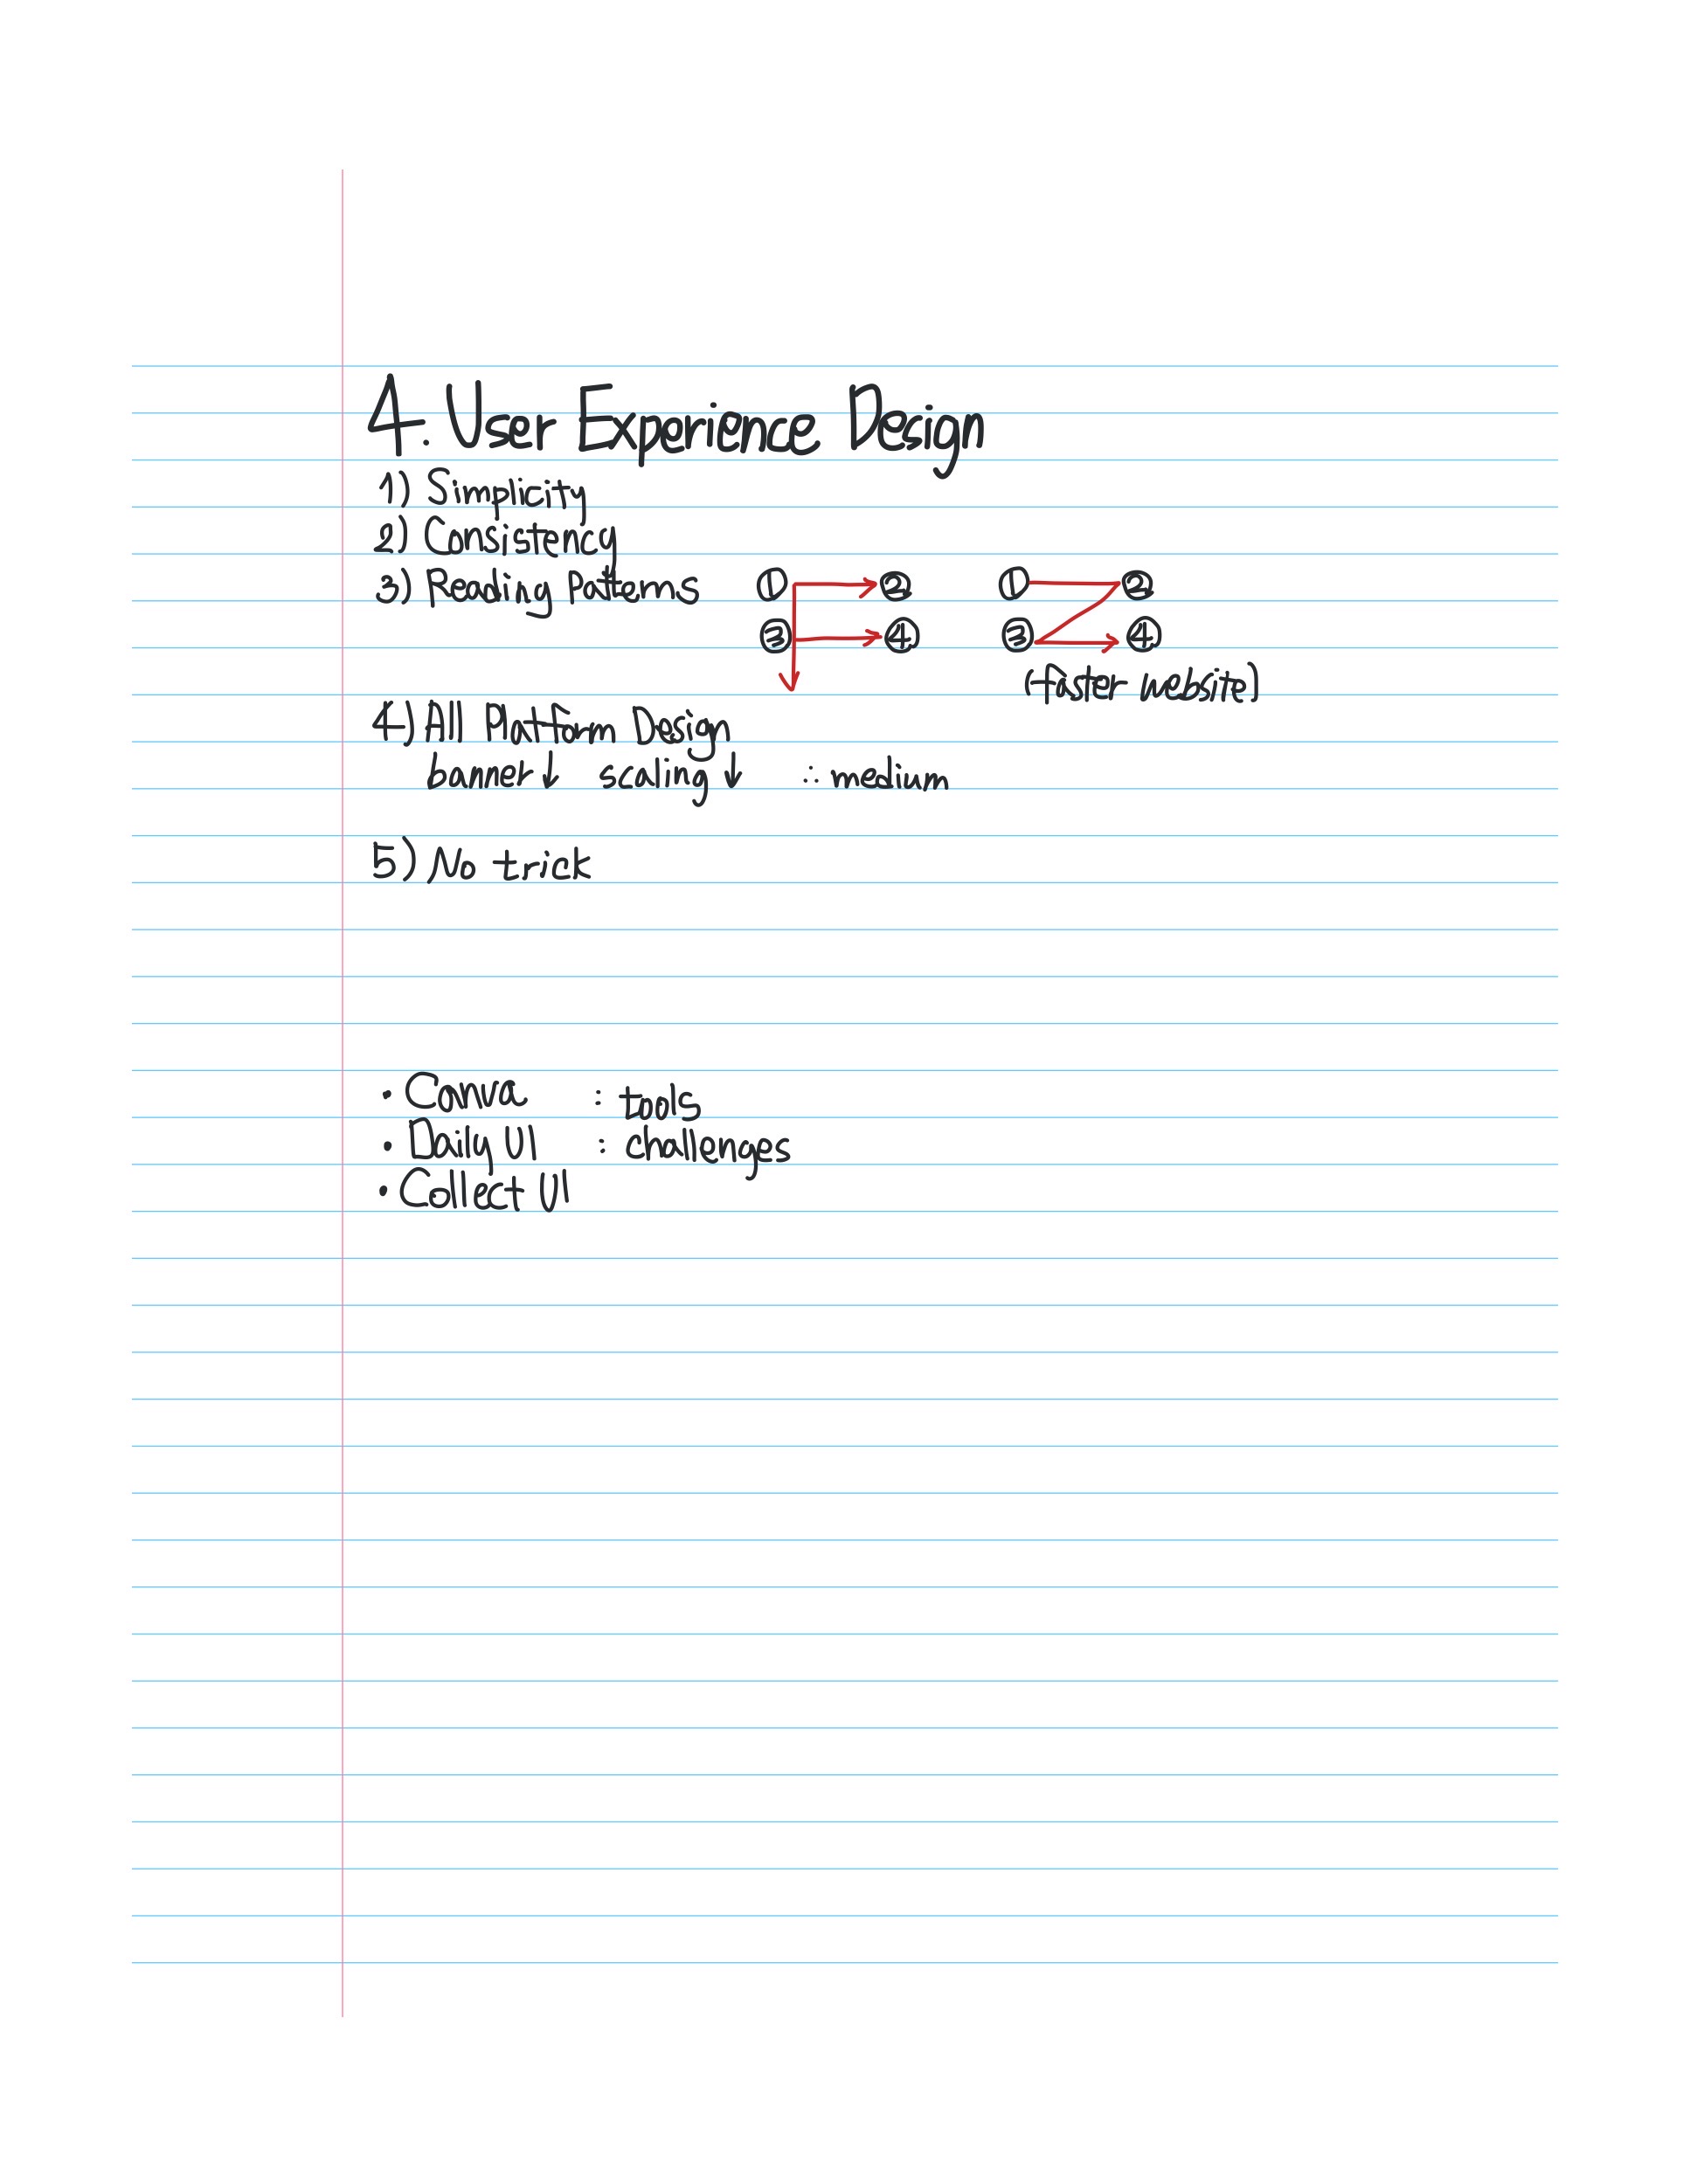 4. User Experience Design
1) Simplicity
2) Consistency
3) Reading Patterns ① ② ① ②
③ ④ ③ ④
(faster website)
4) All Platform Design
banner↓ scaling↓ ∴ medium
5) No trick
• Canva : tools
• Daily UI : challenges
• Collect UI